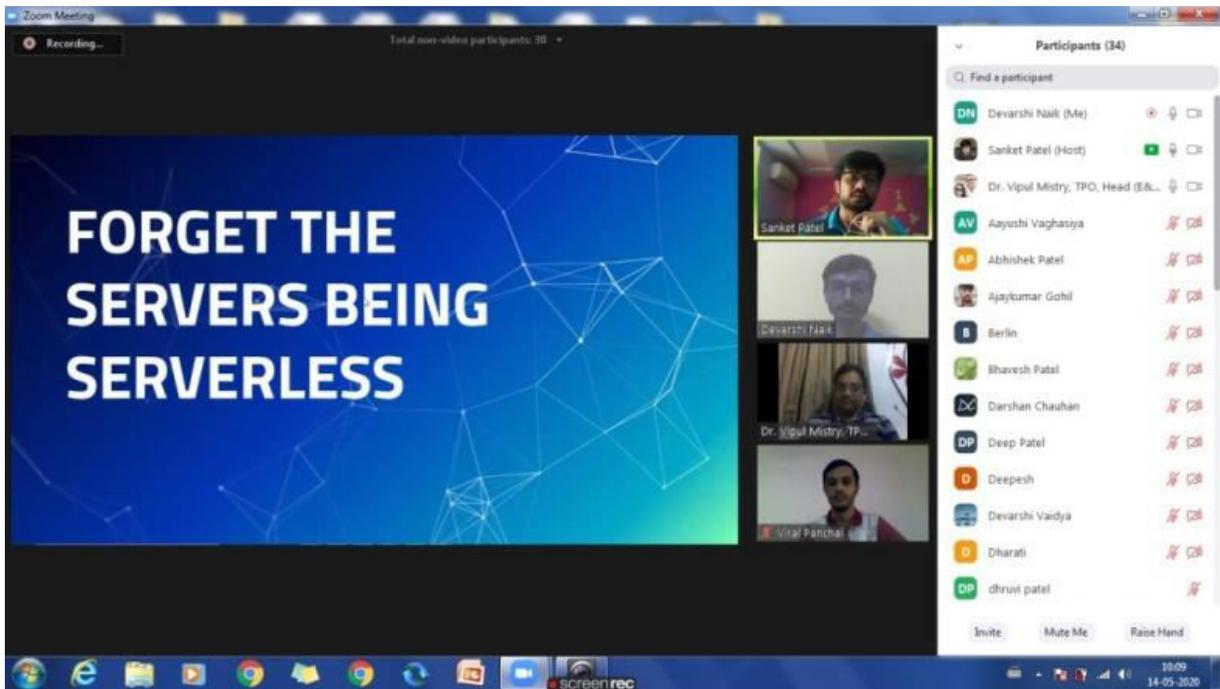 Zoom Meeting
Recording...
Total non-video participants: 30
FORGET THE
SERVERS BEING
SERVERLESS
Sanket Patel
Devarshi Naik
Dr. Vipul Mistry, TP...
Viral Panchal
Participants (34)
Find a participant
DN Devarshi Naik (Me)
Sanket Patel (Host)
Dr. Vipul Mistry, TPO, Head (E&...
AV Aayushi Vaghasiya
AP Abhishek Patel
Ajaykumar Gohil
B Berlin
Bhavesh Patel
Darshan Chauhan
DP Deep Patel
D Deepesh
Devarshi Vaidya
D Dharati
DP dhruvi patel
Invite Mute Me Raise Hand
screenrec
10:09
14-05-2020